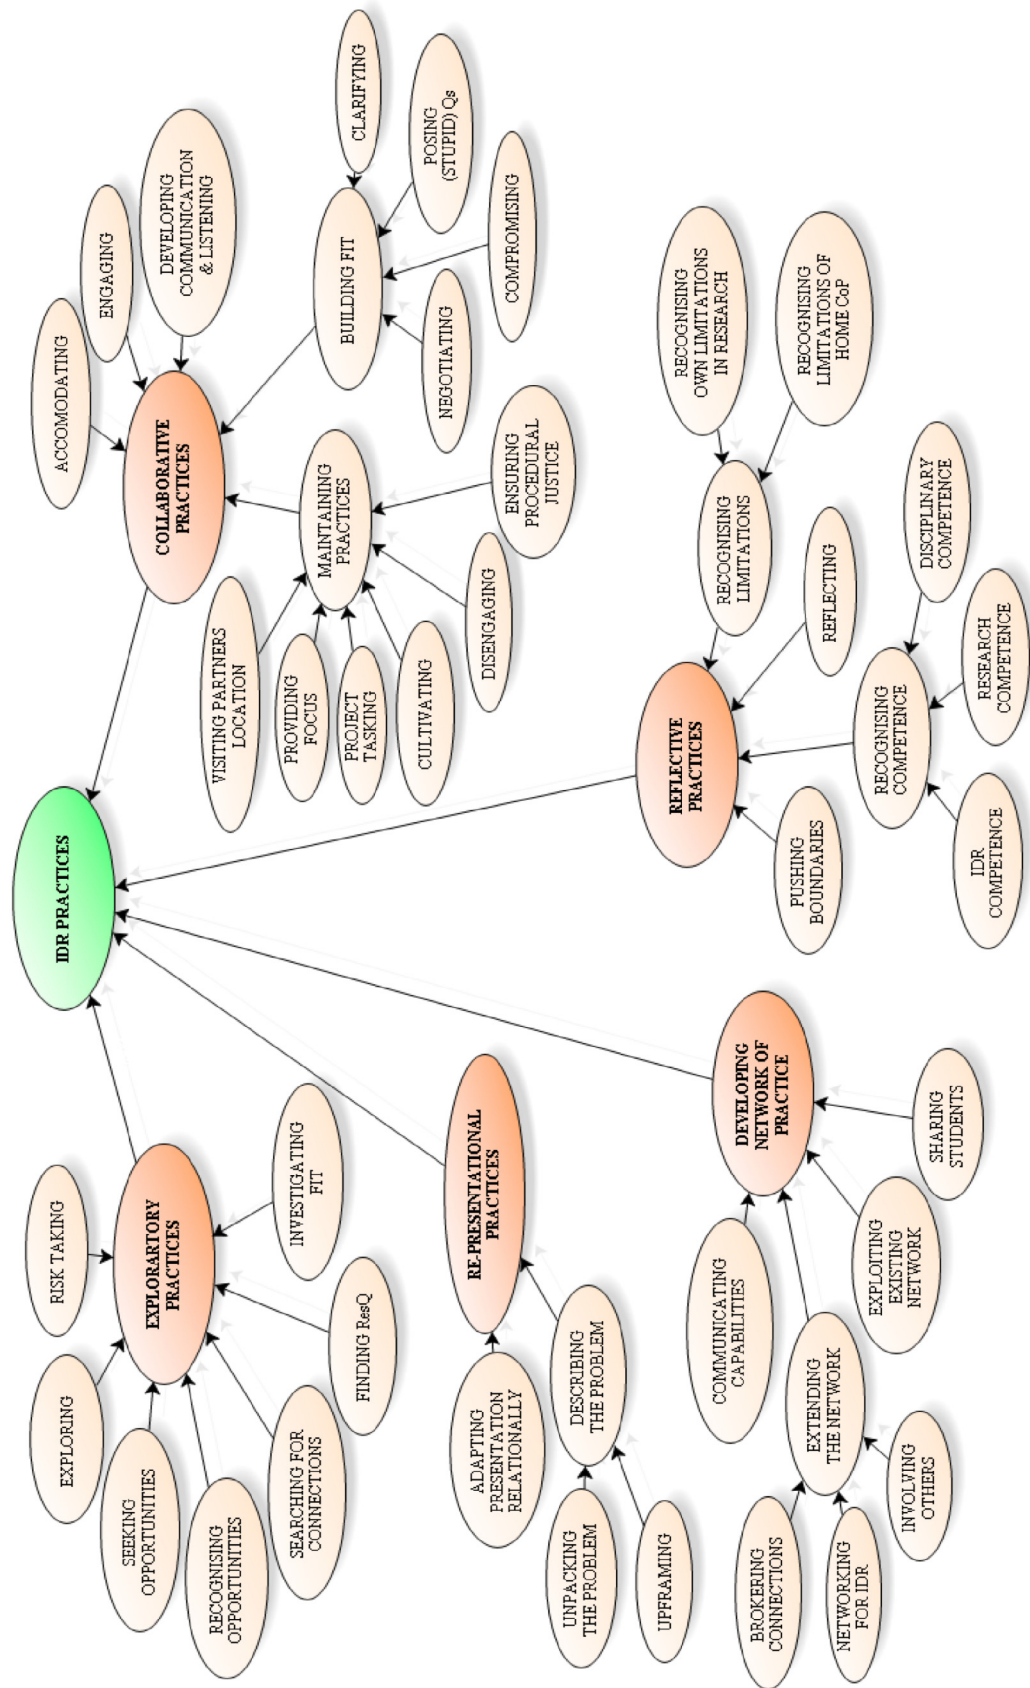 IDR PRACTICES
EXPLORARTORY
PRACTICES
RISK TAKING
EXPLORING
SEEKING
OPPORTUNITIES
RECOGNISING
OPPORTUNITIES
SEARCHING FOR
CONNECTIONS
FINDING ResQ
INVESTIGATING
FIT
RE-PRESENTATIONAL
PRACTICES
ADAPTING
PRESENTATION
RELATIONALLY
DESCRIBING
THE PROBLEM
UNPACKING
THE PROBLEM
UPFRAMING
DEVELOPING
NETWORK OF
PRACTICE
COMMUNICATING
CAPABILITIES
EXTENDING
THE NETWORK
BROKERING
CONNECTIONS
NETWORKING
FOR IDR
INVOLVING
OTHERS
EXPLOITING
EXISTING
NETWORK
SHARING
STUDENTS
REFLECTIVE
PRACTICES
PUSHING
BOUNDARIES
RECOGNISING
COMPETENCE
IDR
COMPETENCE
RESEARCH
COMPETENCE
DISCIPLINARY
COMPETENCE
REFLECTING
RECOGNISING
LIMITATIONS
RECOGNISING
OWN LIMITATIONS
IN RESEARCH
RECOGNISING
LIMITATIONS OF
HOME CoP
COLLABORATIVE
PRACTICES
ACCOMODATING
ENGAGING
DEVELOPING
COMMUNICATION
& LISTENING
MAINTAINING
PRACTICES
VISITING PARTNERS
LOCATION
PROVIDING
FOCUS
PROJECT
TASKING
CULTIVATING
DISENGAGING
ENSURING
PROCEDURAL
JUSTICE
BUILDING FIT
NEGOTIATING
COMPROMISING
POSING
(STUPID) Qs
CLARIFYING